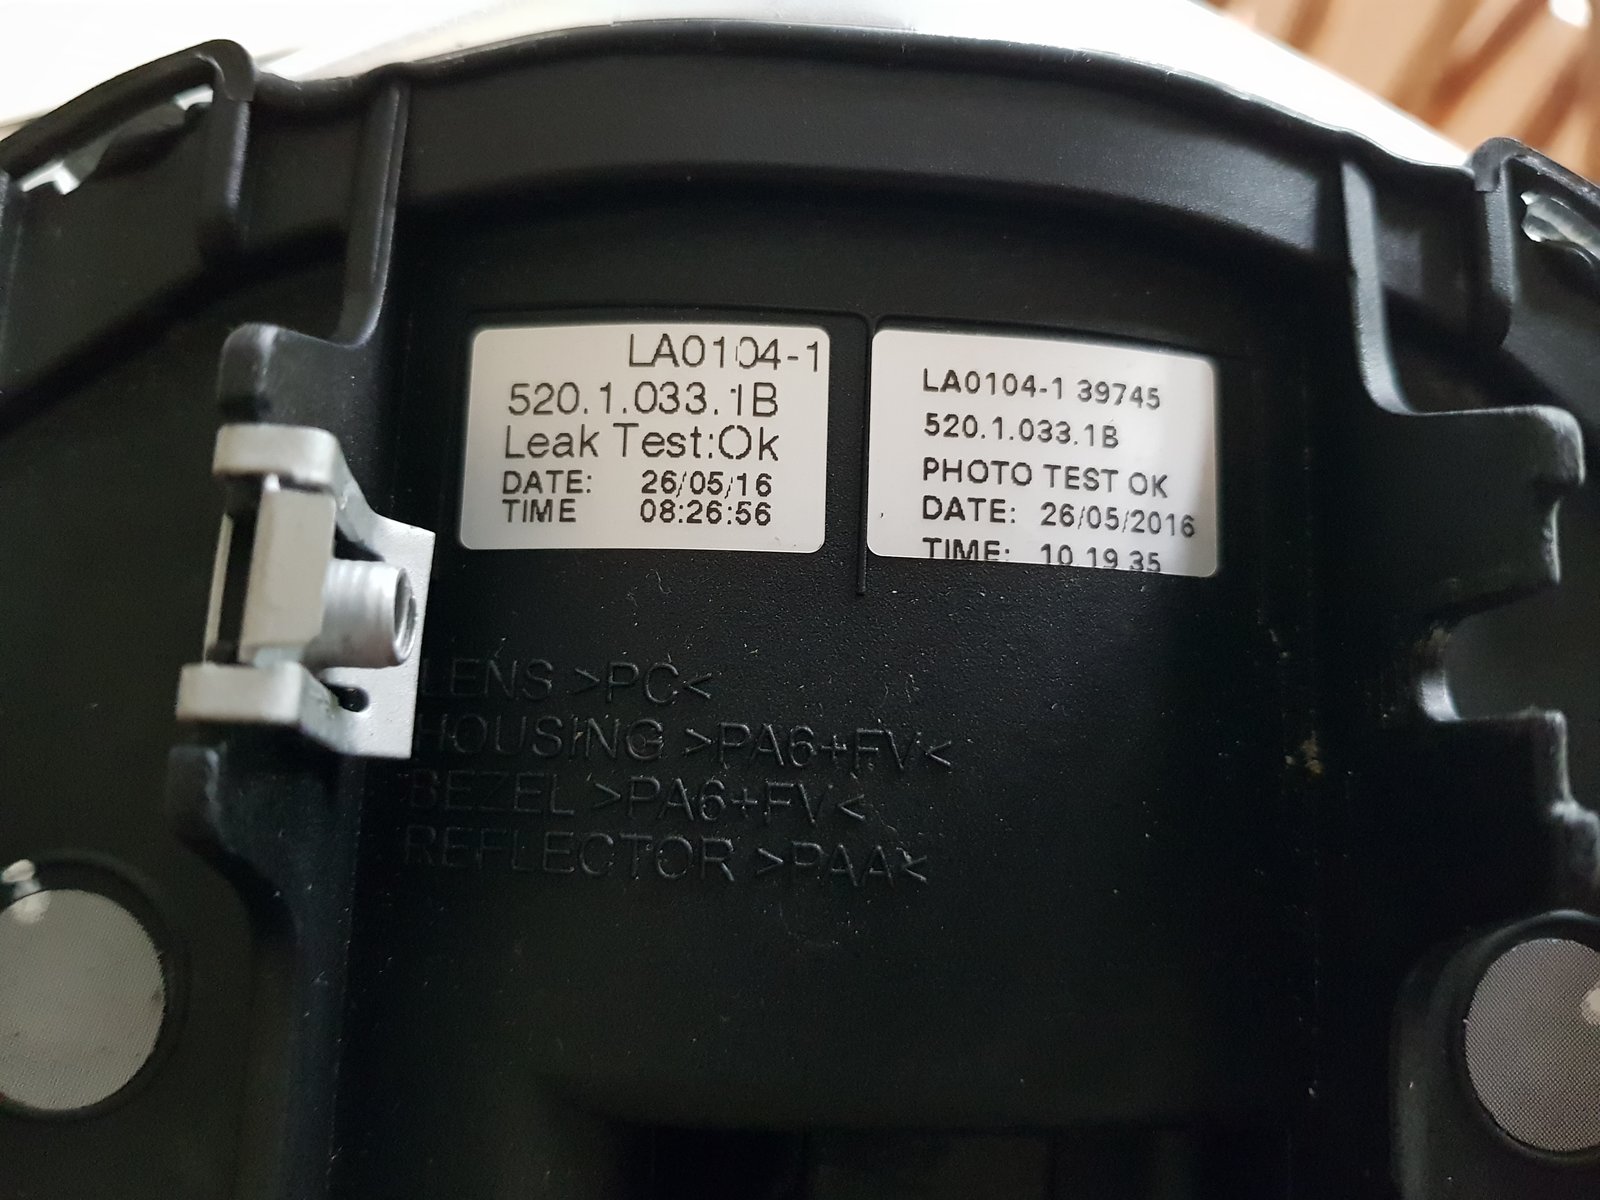 LA0104-1
520.1.033.1B
Leak Test:Ok
DATE: 26/05/16
TIME 08:26:56
LA0104-1 39745
520.1.033.1B
PHOTO TEST OK
DATE: 26/05/2016
TIME: 10 19 35
LENS >PC<
HOUSING >PA6+FV<
BEZEL >PA6+FV<
REFLECTOR >PAA<